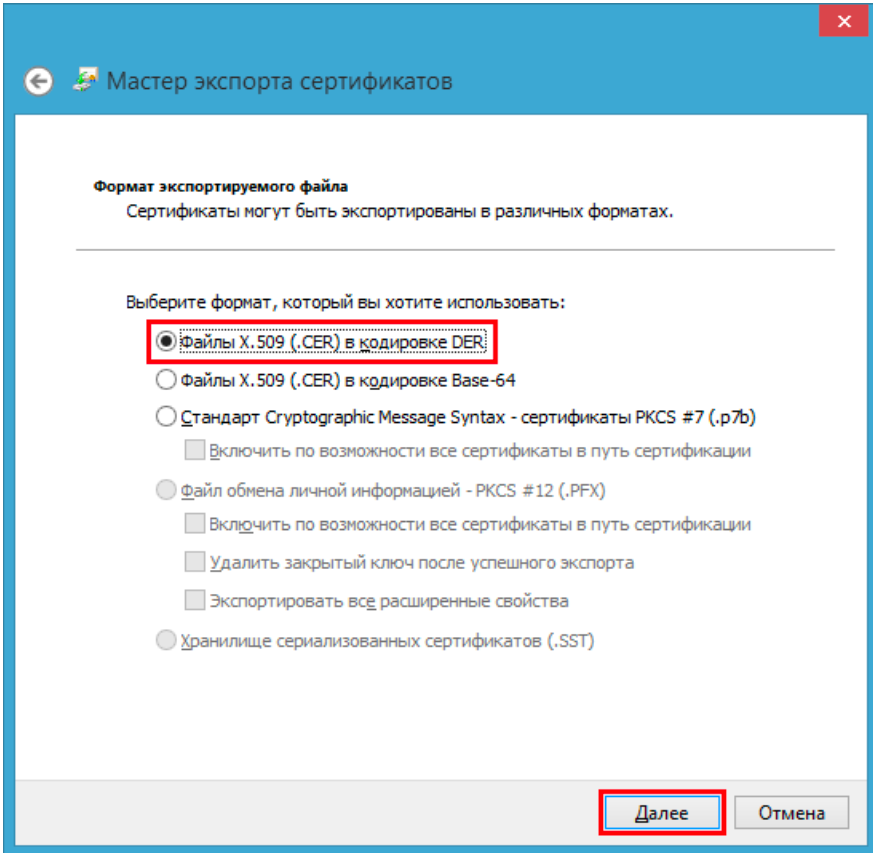 Мастер экспорта сертификатов
Формат экспортируемого файла
Сертификаты могут быть экспортированы в различных форматах.
Выберите формат, который вы хотите использовать:
Файлы X.509 (.CER) в кодировке DER
Файлы X.509 (.CER) в кодировке Base-64
Стандарт Cryptographic Message Syntax - сертификаты PKCS #7 (.p7b)
Включить по возможности все сертификаты в путь сертификации
Файл обмена личной информацией - PKCS #12 (.PFX)
Включить по возможности все сертификаты в путь сертификации
Удалить закрытый ключ после успешного экспорта
Экспортировать все расширенные свойства
Хранилище сериализованных сертификатов (.SST)
Далее
Отмена